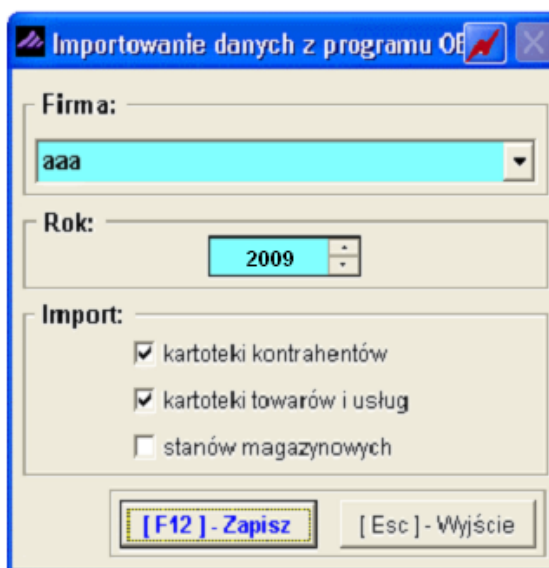 Importowanie danych z programu
Firma:
aaa
Rok:
2009
Import:
kartoteki kontrahentów
kartoteki towarów i usług
stanów magazynowych
[ F12 ] - Zapisz
[ Esc ] - Wyjście